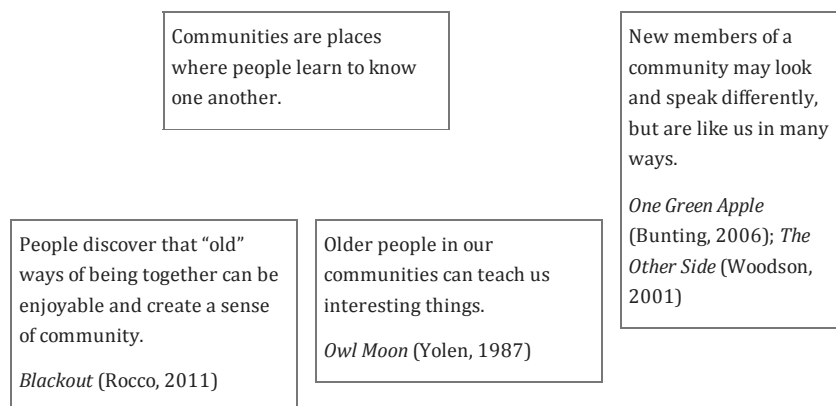 Communities are places
where people learn to know
one another.
New members of a
community may look
and speak differently,
but are like us in many
ways.
One Green Apple
(Bunting, 2006); The
Other Side (Woodson,
2001)
People discover that “old”
ways of being together can be
enjoyable and create a sense
of community.
Blackout (Rocco, 2011)
Older people in our
communities can teach us
interesting things.
Owl Moon (Yolen, 1987)